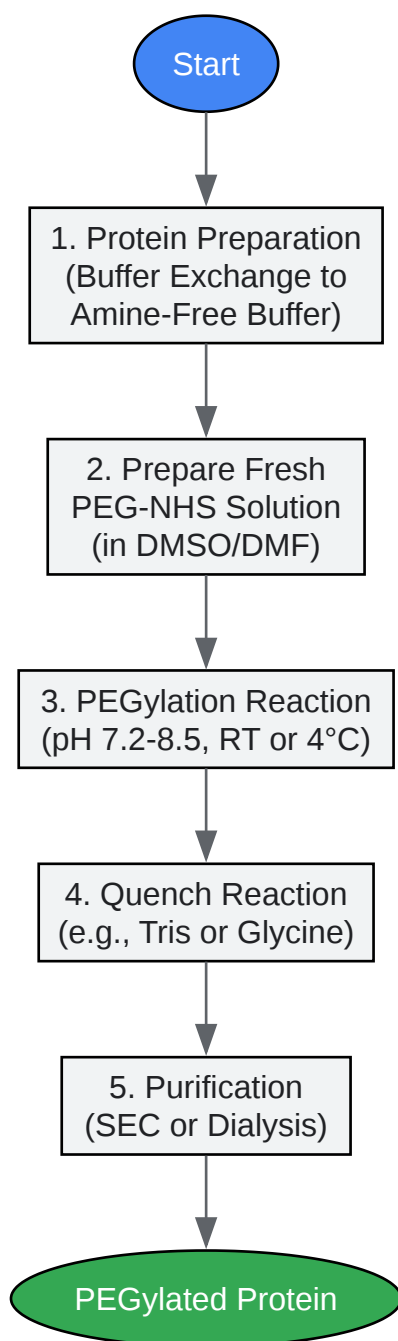 Start
1. Protein Preparation
(Buffer Exchange to
Amine-Free Buffer)
2. Prepare Fresh
PEG-NHS Solution
(in DMSO/DMF)
3. PEGylation Reaction
(pH 7.2-8.5, RT or 4°C)
4. Quench Reaction
(e.g., Tris or Glycine)
5. Purification
(SEC or Dialysis)
PEGylated Protein